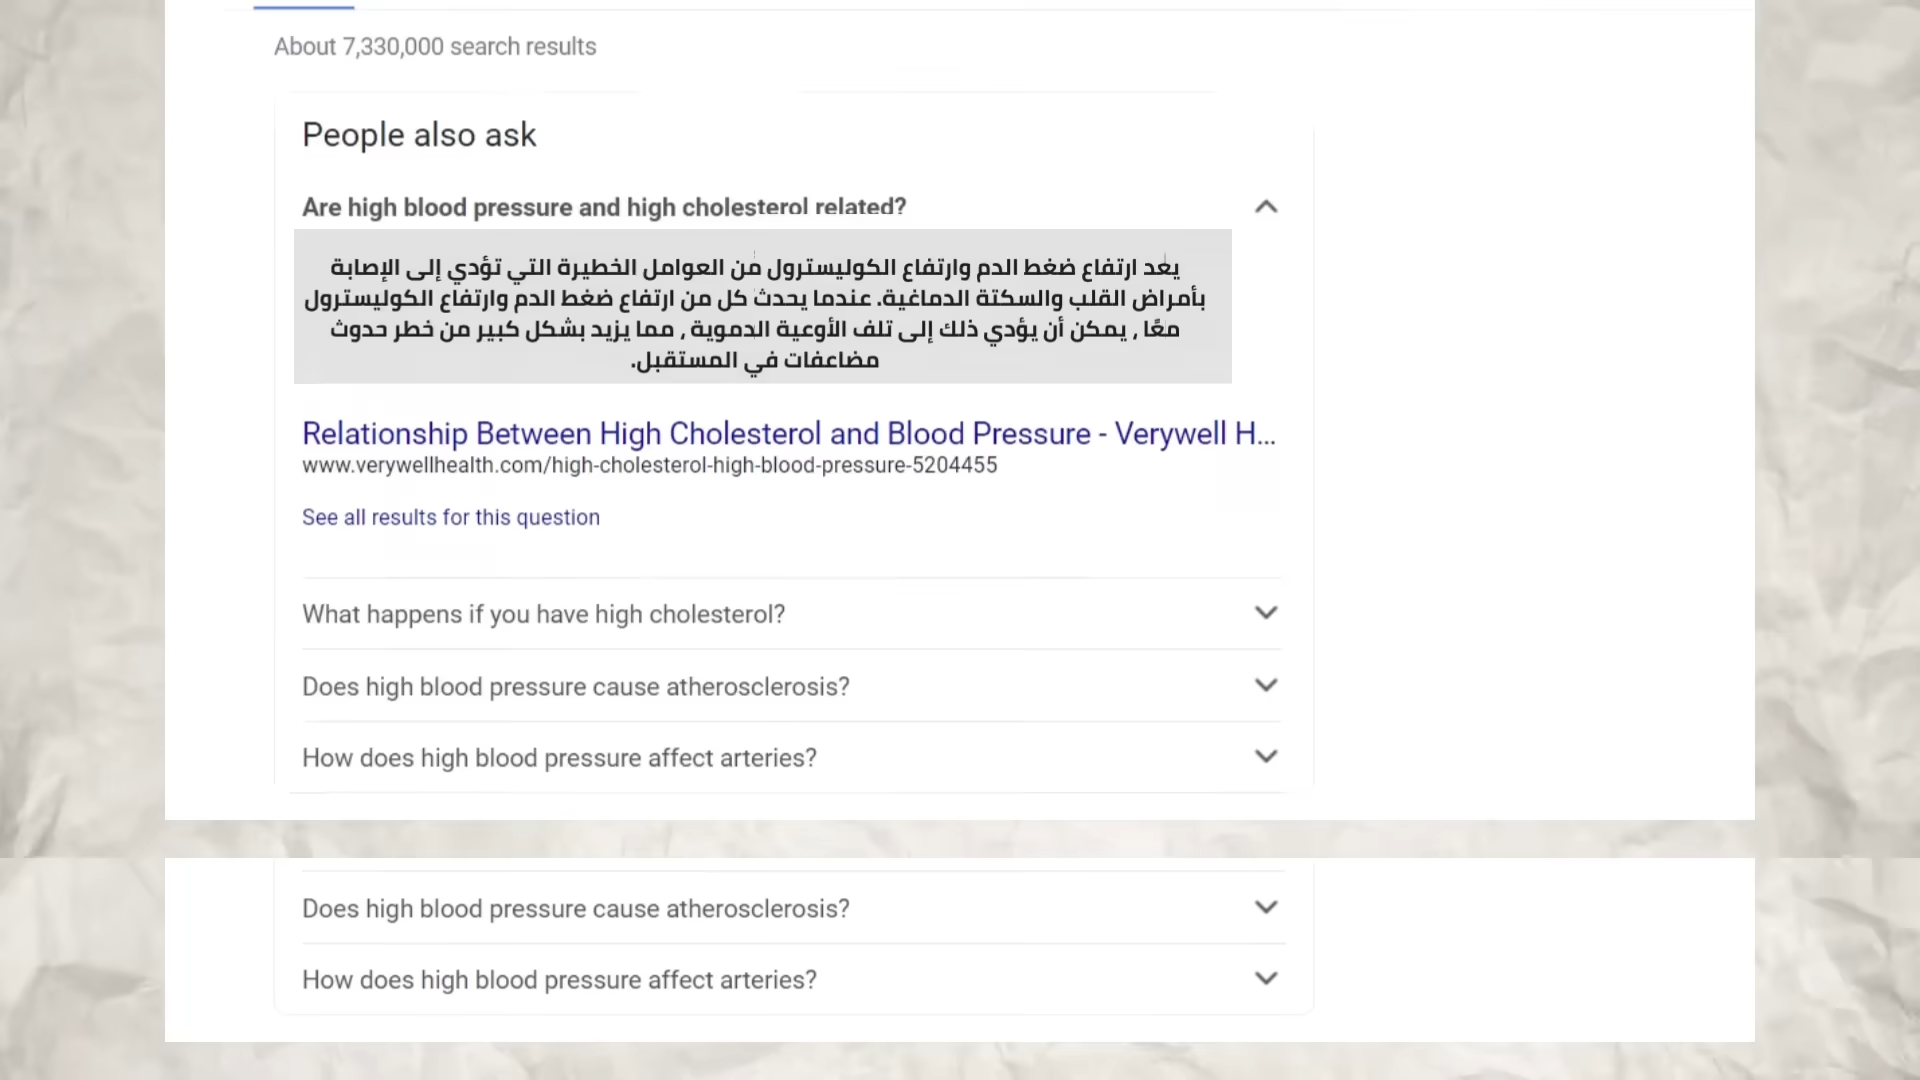 About 7,330,000 search results
People also ask
Are high blood pressure and high cholesterol related?
يعد ارتفاع ضغط الدم وارتفاع الكوليسترول من العوامل الخطيرة التي تؤدي إلى الإصابة
بأمراض القلب والسكتة الدماغية. عندما يحدث كل من ارتفاع ضغط الدم وارتفاع الكوليسترول
معًا , يمكن أن يؤدي ذلك إلى تلف الأوعية الدموية , مما يزيد بشكل كبير من خطر حدوث
مضاعفات في المستقبل.
Relationship Between High Cholesterol and Blood Pressure - Verywell H...
www.verywellhealth.com/high-cholesterol-high-blood-pressure-5204455
See all results for this question
What happens if you have high cholesterol?
Does high blood pressure cause atherosclerosis?
How does high blood pressure affect arteries?
Does high blood pressure cause atherosclerosis?
How does high blood pressure affect arteries?